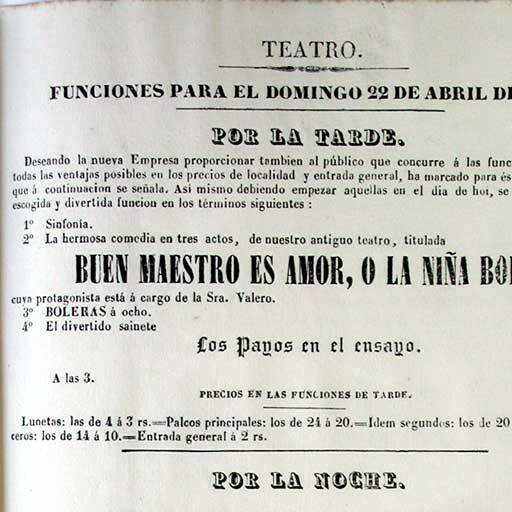 TEATRO.
FUNCIONES PARA EL DOMINGO 22 DE ABRIL DE
POR LA TARDE.
Deseando la nueva Empresa proporcionar tambien al público que concurre á las func
todas las ventajas posibles en los precios de localidad y entrada general, ha marcado para és
que á continuacion se señala. Asi mismo debiendo empezar aquellas en el dia de hoi, se
escogida y divertida funcion en los términos siguientes :
1º Sinfonía.
2º La hermosa comedia en tres actos, de nuestro antiguo teatro, titulada
BUEN MAESTRO ES AMOR, O LA NIÑA BO
cuya protagonista está á cargo de la Sra. Valero.
3º BOLERAS á ocho.
4º El divertido sainete
Los Payos en el ensayo.
A las 3.
PRECIOS EN LAS FUNCIONES DE TARDE.
Lunetas: las de 4 á 3 rs.=Palcos principales: los de 24 á 20.=Idem segundos: los de 20
ceros: los de 14 á 10.=Entrada general á 2 rs.
POR LA NOCHE.